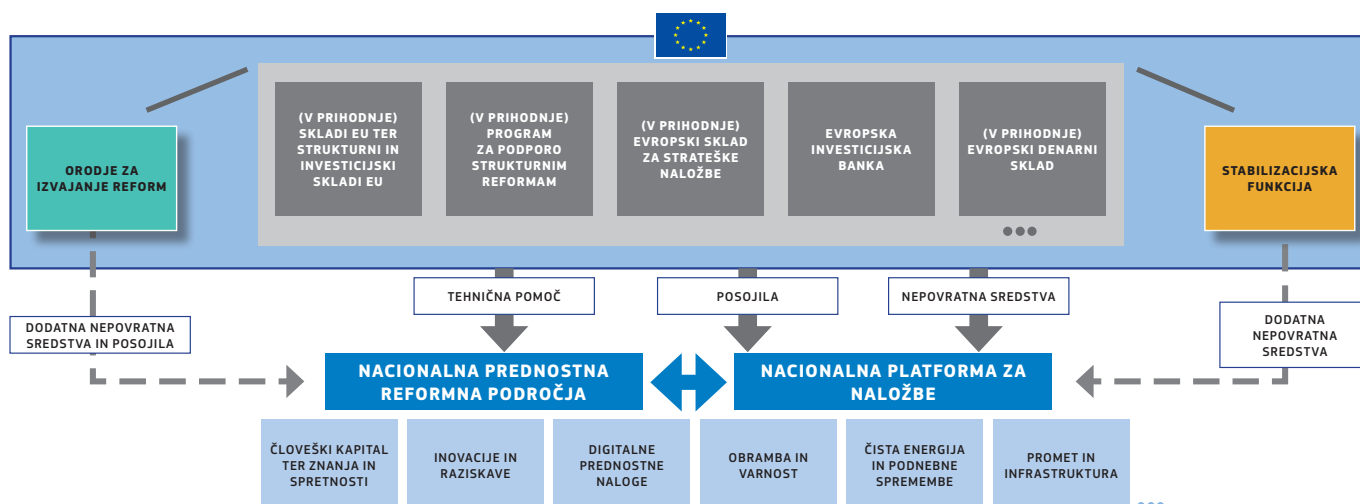 ORODJE ZA
IZVAJANJE REFORM
(V PRIHODNJE)
SKLADI EU TER
STRUKTURNI IN
INVESTICIJSKI
SKLADI EU
(V PRIHODNJE)
PROGRAM
ZA PODPORO
STRUKTURNIM
REFORMAM
(V PRIHODNJE)
EVROPSKI SKLAD
ZA STRATEŠKE
NALOŽBE
EVROPSKA
INVESTICIJSKA
BANKA
(V PRIHODNJE)
EVROPSKI DENARNI
SKLAD
STABILIZACIJSKA
FUNKCIJA
TEHNIČNA POMOČ
POSOJILA
NEPOVRATNA SREDSTVA
DODATNA NEPOVRATNA
SREDSTVA IN POSOJILA
DODATNA
NEPOVRATNA
SREDSTVA
NACIONALNA PREDNOSTNA
REFORMNA PODROČJA
NACIONALNA PLATFORMA ZA
NALOŽBE
ČLOVEŠKI KAPITAL
TER ZNANJA IN
SPRETNOSTI
INOVACIJE IN
RAZISKAVE
DIGITALNE
PREDNOSTNE
NALOGE
OBRAMBA IN
VARNOST
ČISTA ENERGIJA
IN PODNEBNE
SPREMEMBE
PROMET IN
INFRASTRUKTURA